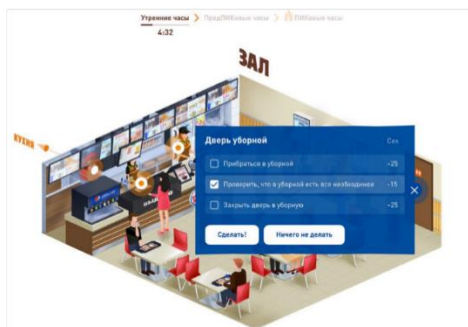 Утренние часы > ПредПИКовые часы > ПИКовые часы
4:32
ЗАЛ
КУХНЯ
Дверь уборной
Сек
Прибраться в уборной -25
Проверить, что в уборной есть все необходимое -15
Закрыть дверь в уборную -25
Сделать!
Ничего не делать